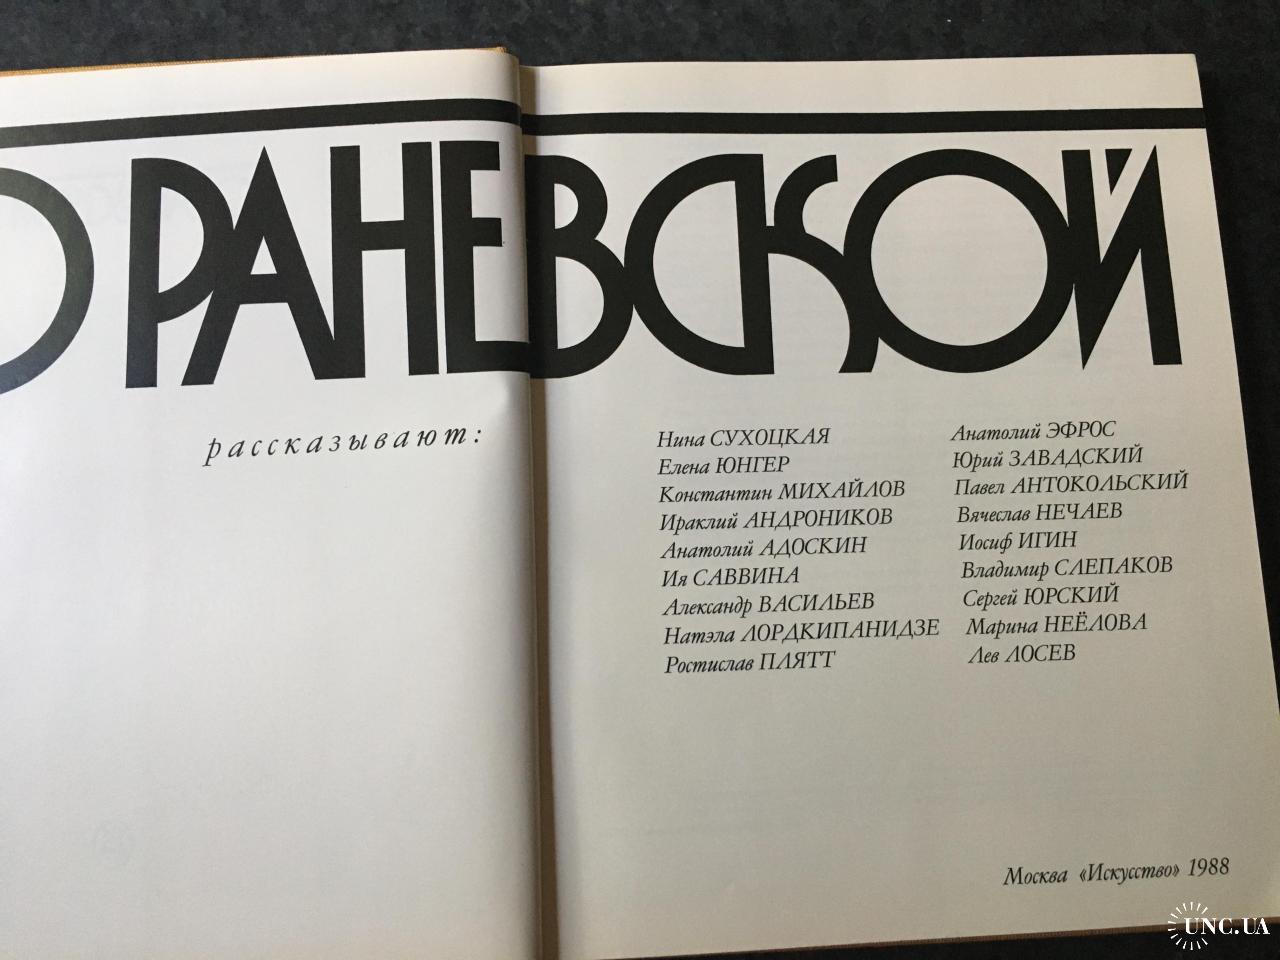 О РАНЕВСКОЙ
рассказывают:
Нина СУХОЦКАЯ
Елена ЮНГЕР
Константин МИХАЙЛОВ
Ираклий АНДРОНИКОВ
Анатолий АДОСКИН
Ия САВВИНА
Александр ВАСИЛЬЕВ
Натэла ЛОРДКИПАНИДЗЕ
Ростислав ПЛЯТТ
Анатолий ЭФРОС
Юрий ЗАВАДСКИЙ
Павел АНТОКОЛЬСКИЙ
Вячеслав НЕЧАЕВ
Иосиф ИГИН
Владимир СЛЕПАКОВ
Сергей ЮРСКИЙ
Марина НЕЁЛОВА
Лев ЛОСЕВ
Москва «Искусство» 1988
UNC.UA